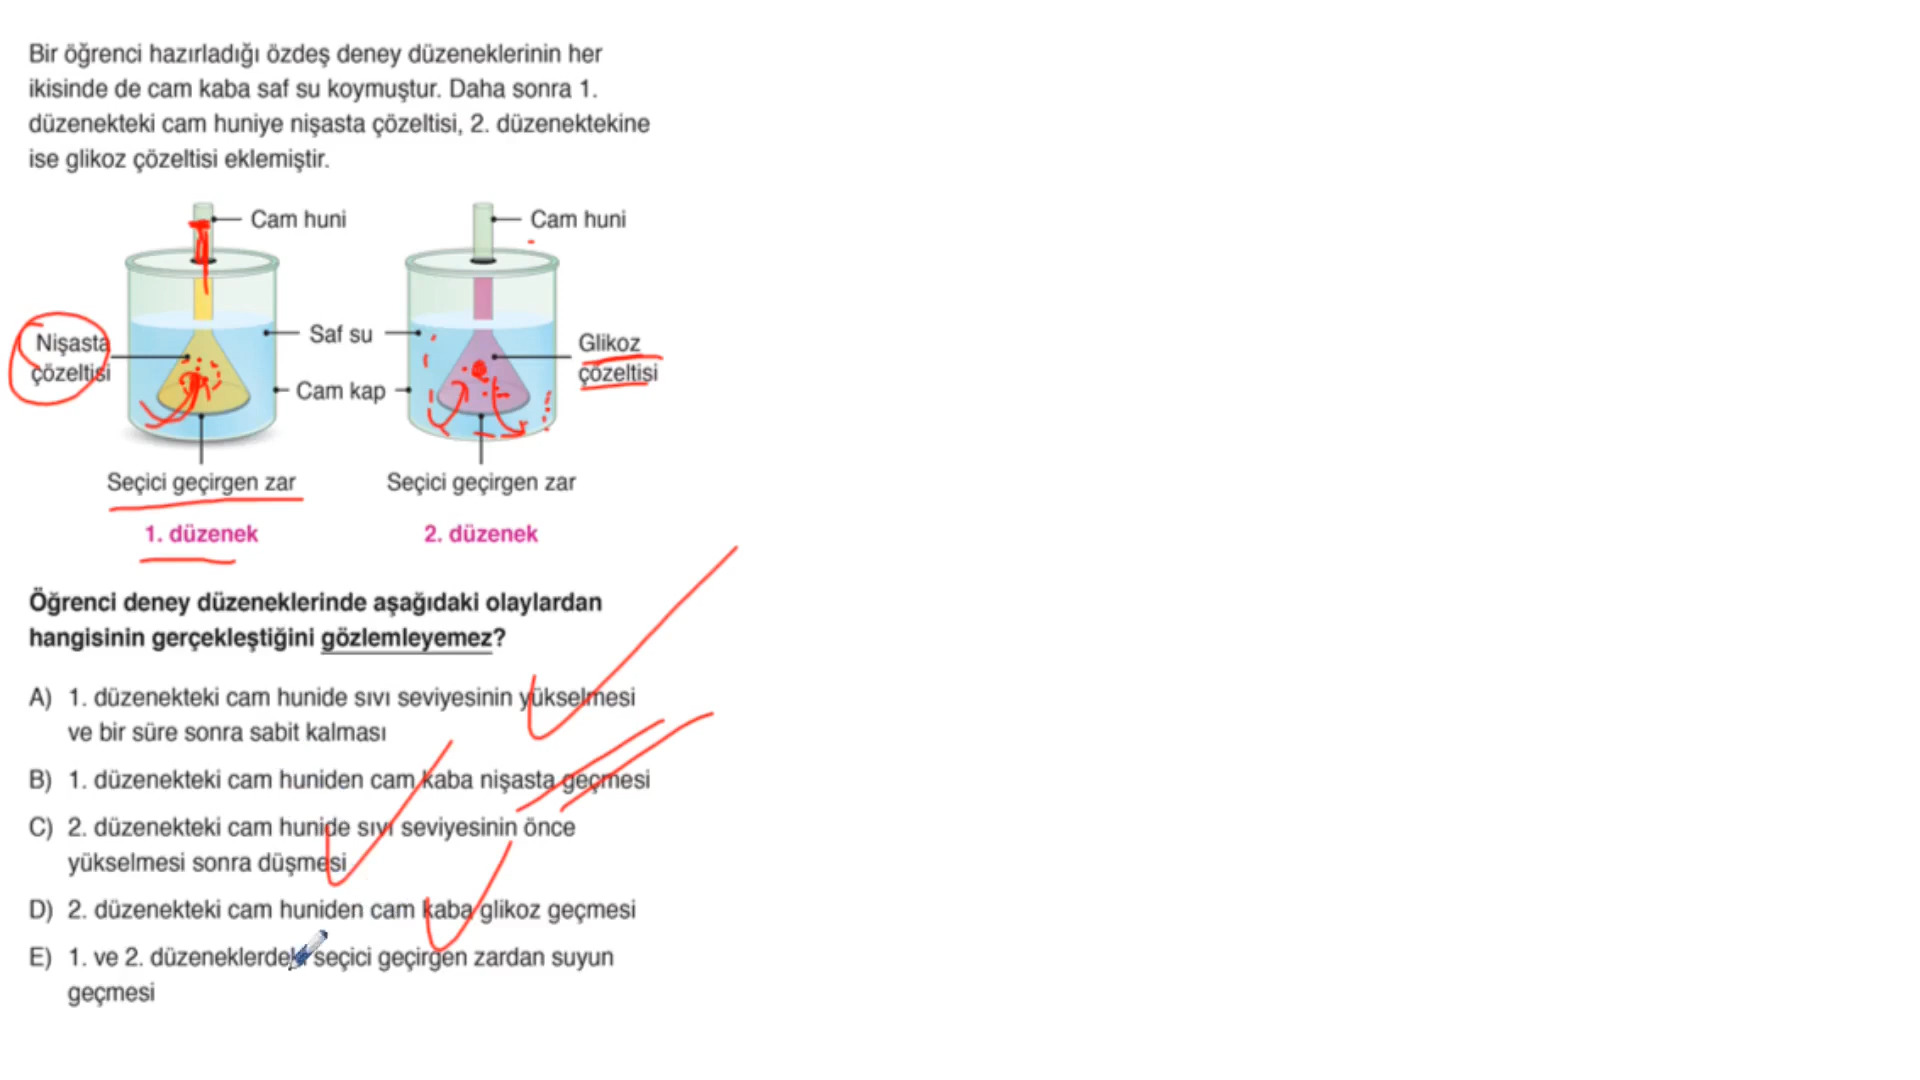 Bir öğrenci hazırladığı özdeş deney düzeneklerinin her
ikisinde de cam kaba saf su koymuştur. Daha sonra 1.
düzenekteki cam huniye nişasta çözeltisi, 2. düzenektekine
ise glikoz çözeltisi eklemiştir.
Cam huni
Cam huni
Nişasta
çözeltisi
Saf su
Cam kap
Glikoz
çözeltisi
Seçici geçirgen zar
Seçici geçirgen zar
1. düzenek
2. düzenek
Öğrenci deney düzeneklerinde aşağıdaki olaylardan
hangisinin gerçekleştiğini gözlemleyemez?
A) 1. düzenekteki cam hunide sıvı seviyesinin yükselmesi
ve bir süre sonra sabit kalması
B) 1. düzenekteki cam huniden cam kaba nişasta geçmesi
C) 2. düzenekteki cam hunide sıvı seviyesinin önce
yükselmesi sonra düşmesi
D) 2. düzenekteki cam huniden cam kaba glikoz geçmesi
E) 1. ve 2. düzeneklerdeki seçici geçirgen zardan suyun
geçmesi